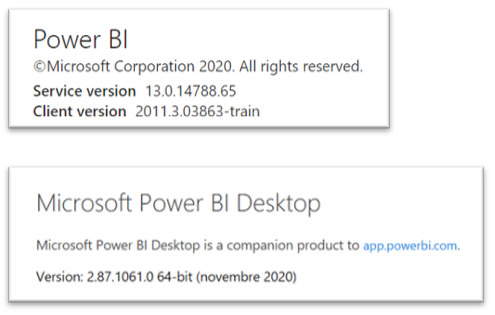 Power BI
©Microsoft Corporation 2020. All rights reserved.
Service version 13.0.14788.65
Client version 2011.3.03863-train
Microsoft Power BI Desktop
Microsoft Power BI Desktop is a companion product to app.powerbi.com.
Version: 2.87.1061.0 64-bit (novembre 2020)